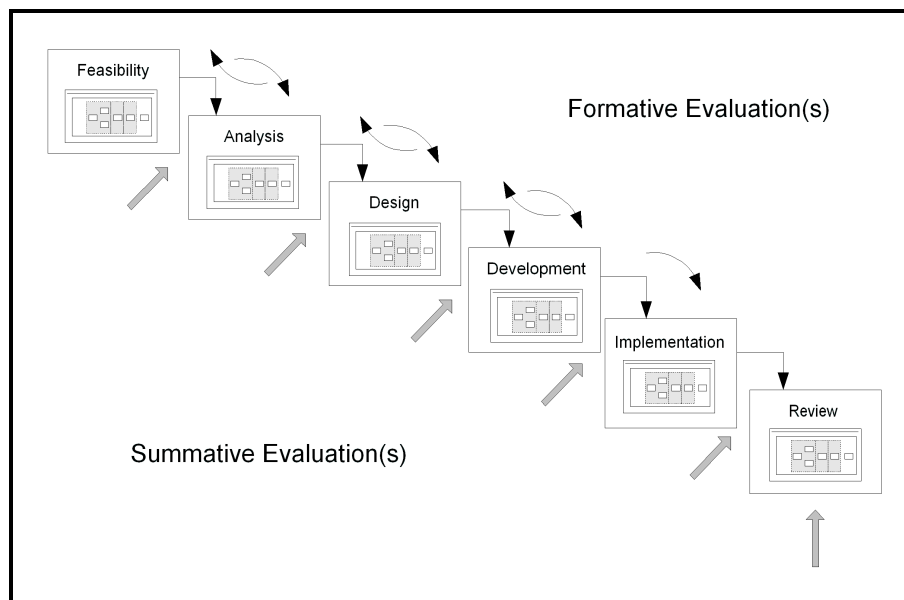 Feasibility
Analysis
Formative Evaluation(s)
Design
Development
Implementation
Review
Summative Evaluation(s)